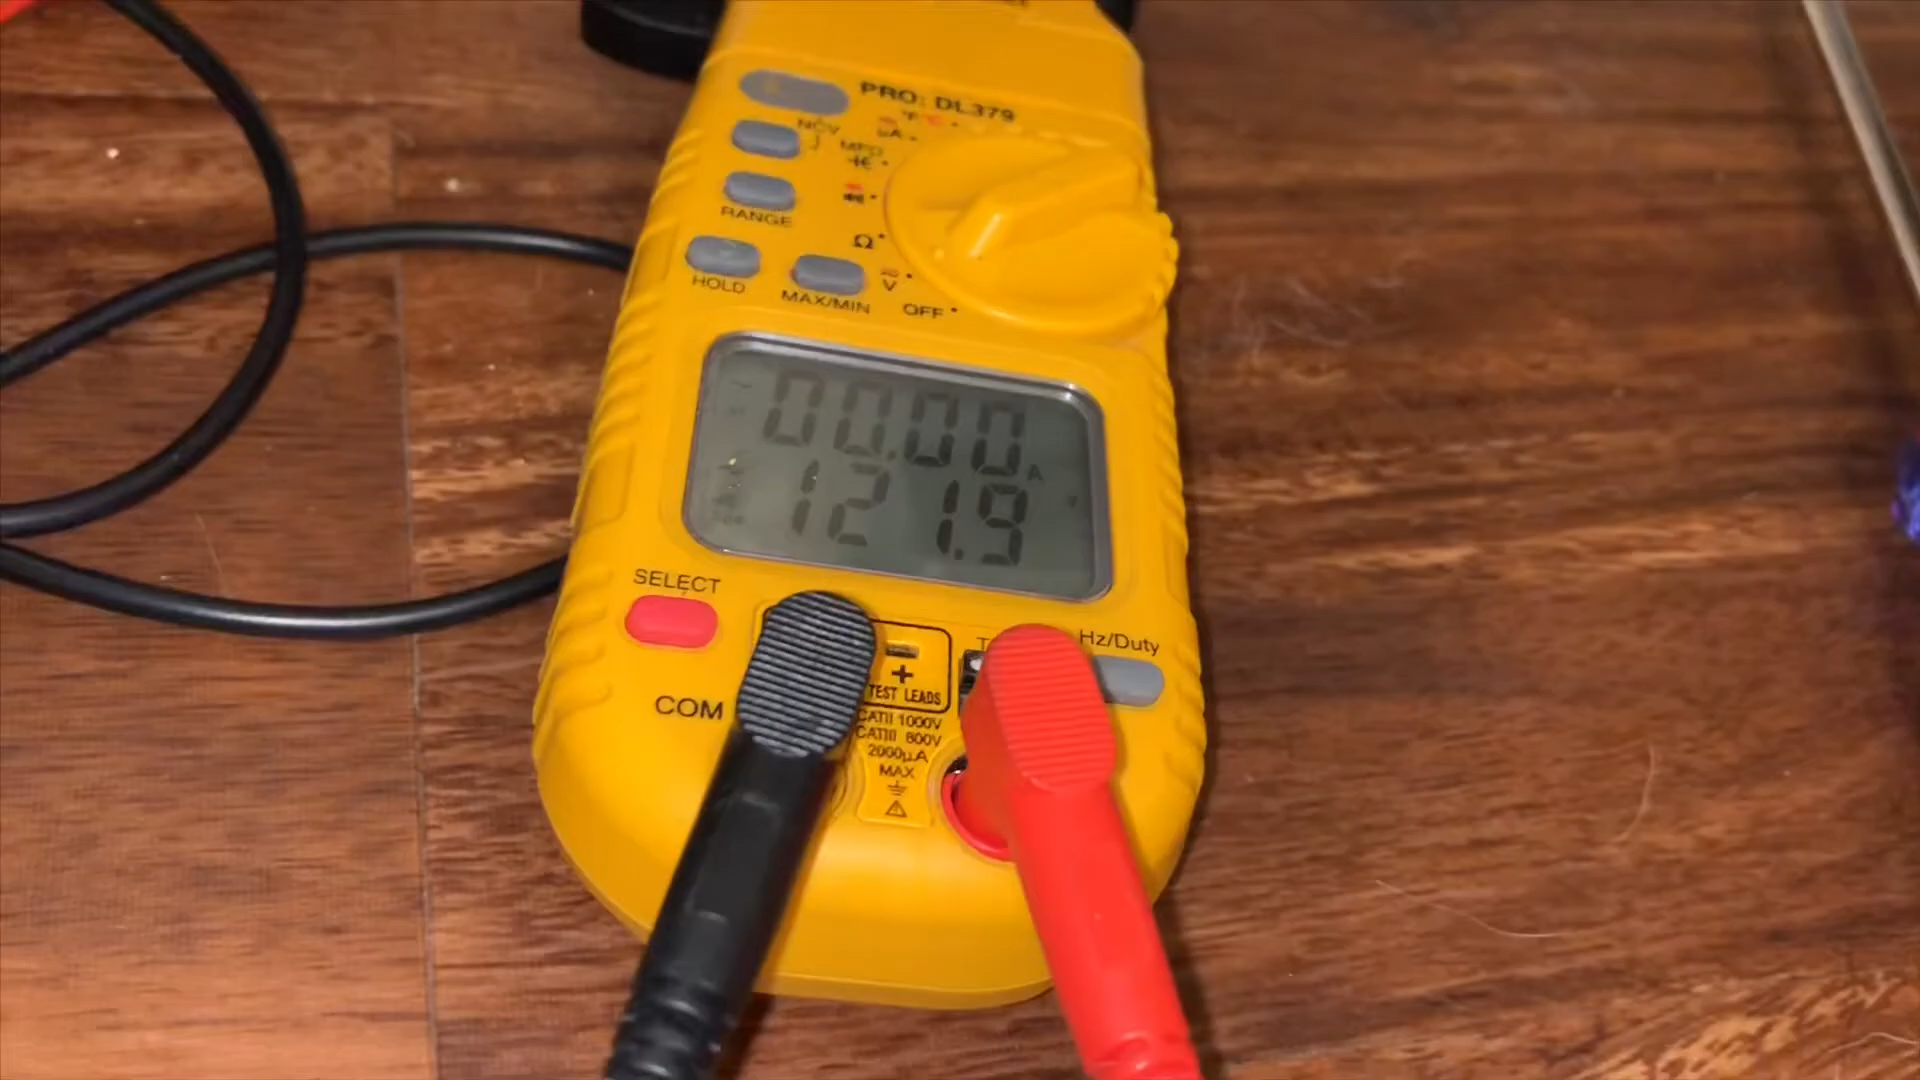 PRO: DL379
°F °C
µA
NCV
MFD
RANGE
Ω
HOLD
MAX/MIN
V
OFF
00.00 A
121.9
SELECT
Hz/Duty
+
TEST LEADS
COM
CATII 1000V
CATIII 600V
2000µA
MAX